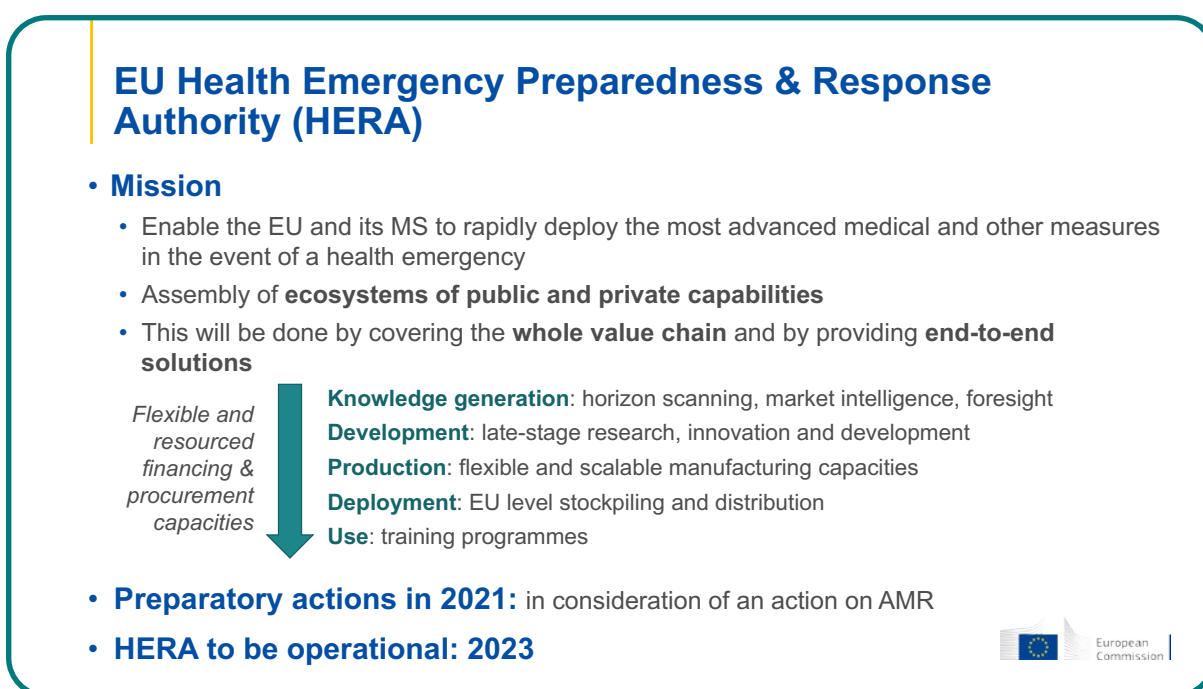 EU Health Emergency Preparedness & Response
Authority (HERA)
• Mission
• Enable the EU and its MS to rapidly deploy the most advanced medical and other measures
in the event of a health emergency
• Assembly of ecosystems of public and private capabilities
• This will be done by covering the whole value chain and by providing end-to-end
solutions
Flexible and
resourced
financing &
procurement
capacities
Knowledge generation: horizon scanning, market intelligence, foresight
Development: late-stage research, innovation and development
Production: flexible and scalable manufacturing capacities
Deployment: EU level stockpiling and distribution
Use: training programmes
• Preparatory actions in 2021: in consideration of an action on AMR
• HERA to be operational: 2023
European
Commission